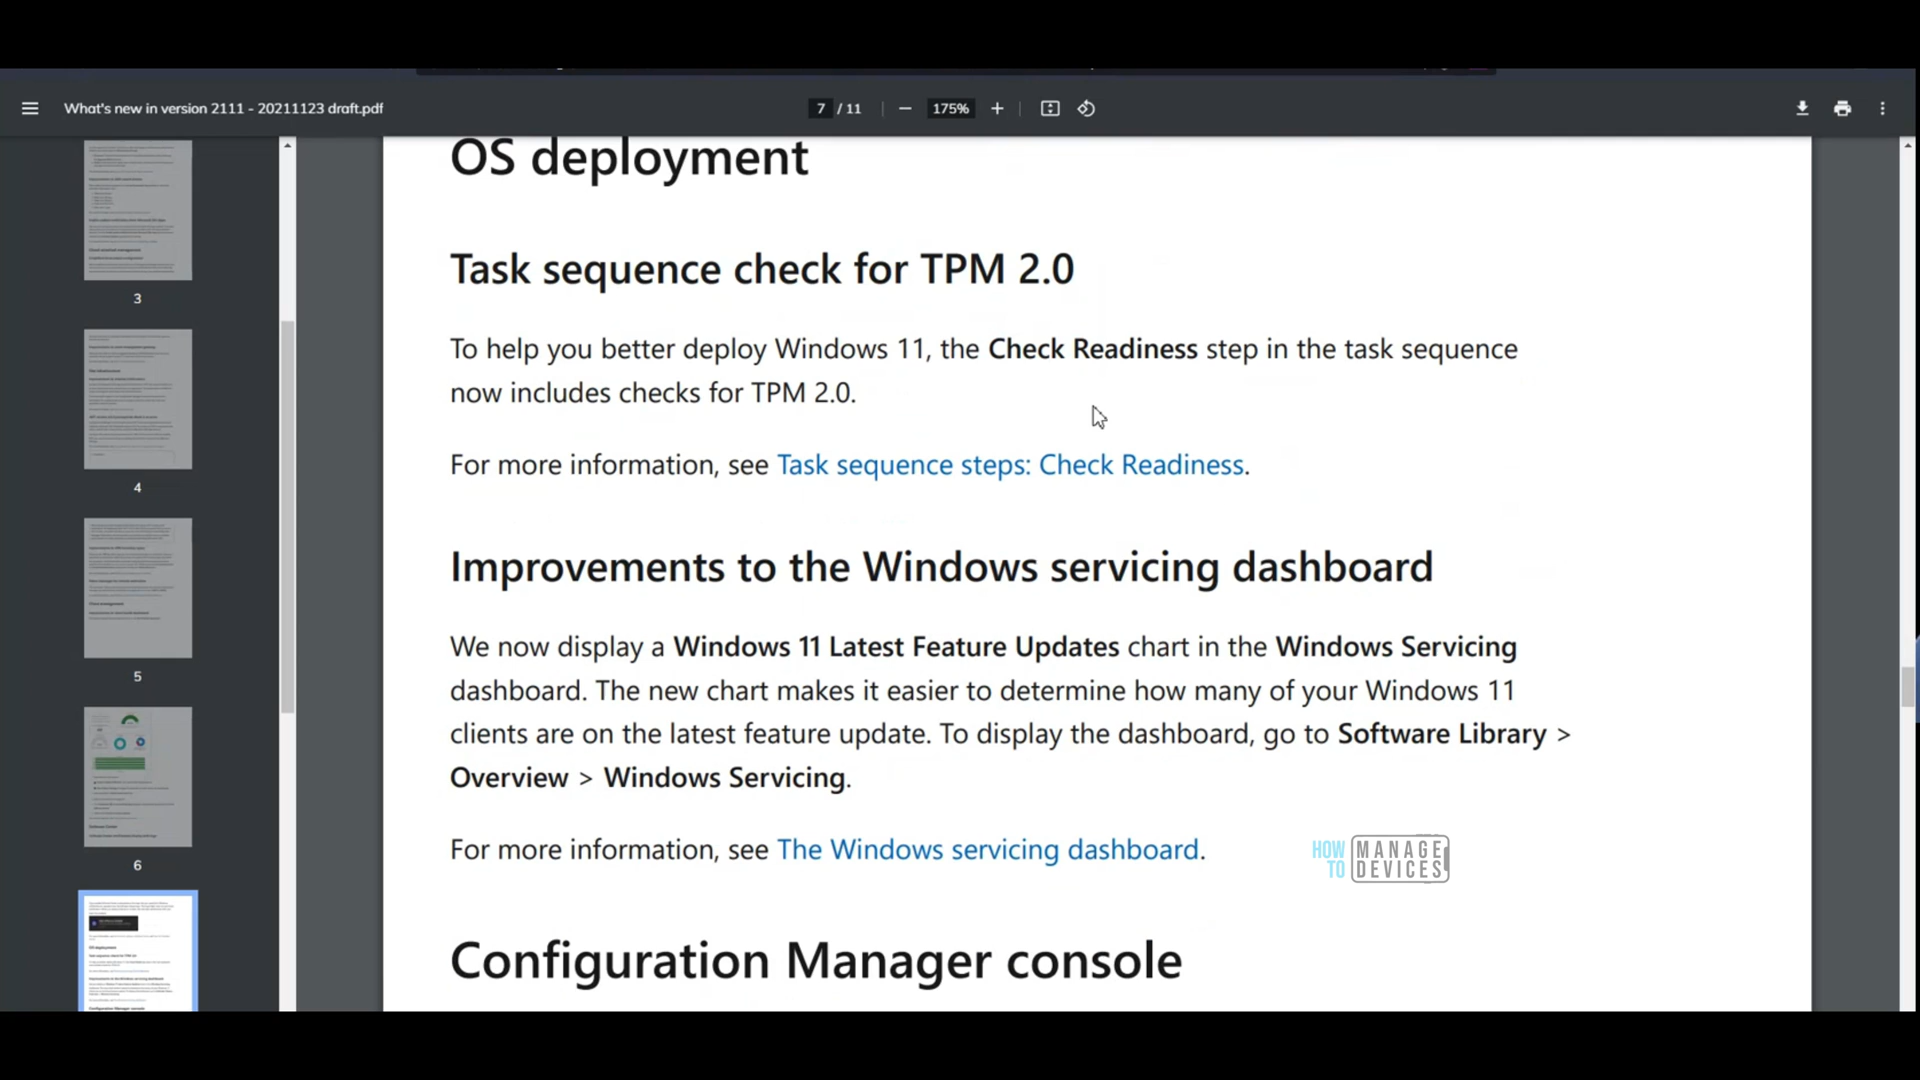 What's new in version 2111 - 20211123 draft.pdf
7 / 11
175%
3
4
5
6
OS deployment
Task sequence check for TPM 2.0
To help you better deploy Windows 11, the Check Readiness step in the task sequence
now includes checks for TPM 2.0.
For more information, see Task sequence steps: Check Readiness.
Improvements to the Windows servicing dashboard
We now display a Windows 11 Latest Feature Updates chart in the Windows Servicing
dashboard. The new chart makes it easier to determine how many of your Windows 11
clients are on the latest feature update. To display the dashboard, go to Software Library >
Overview > Windows Servicing.
For more information, see The Windows servicing dashboard.
HOW TO MANAGE DEVICES
Configuration Manager console